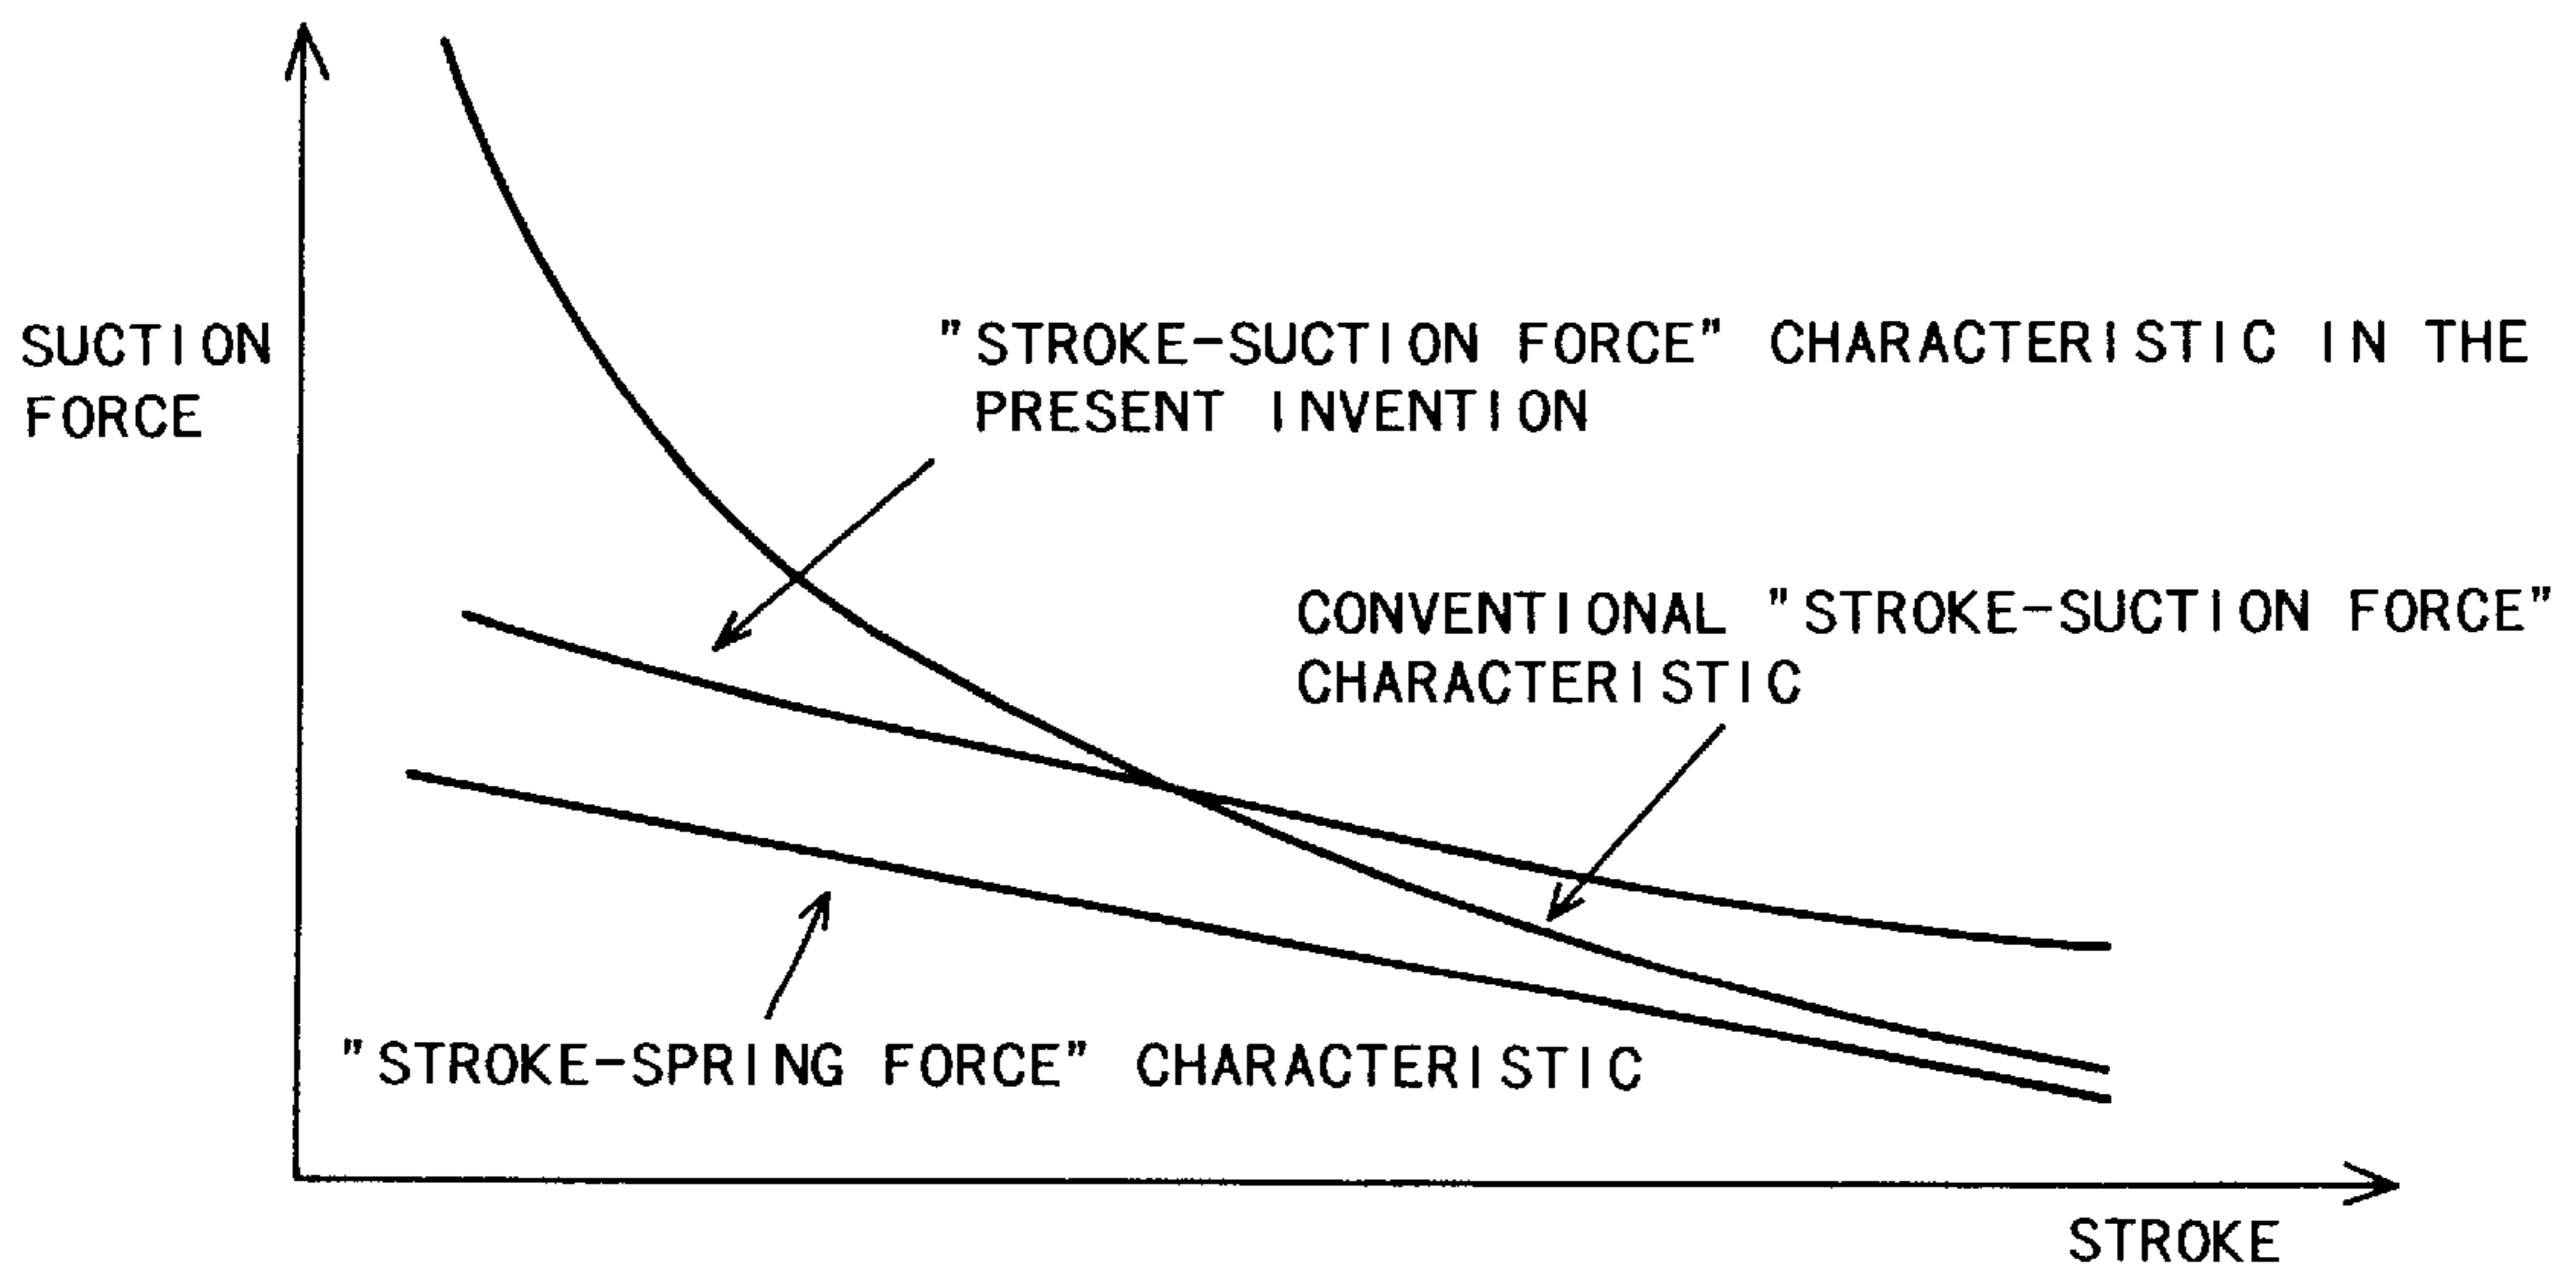 SUCTION
FORCE
"STROKE-SUCTION FORCE" CHARACTERISTIC IN THE
PRESENT INVENTION
CONVENTIONAL "STROKE-SUCTION FORCE"
CHARACTERISTIC
"STROKE-SPRING FORCE" CHARACTERISTIC
STROKE